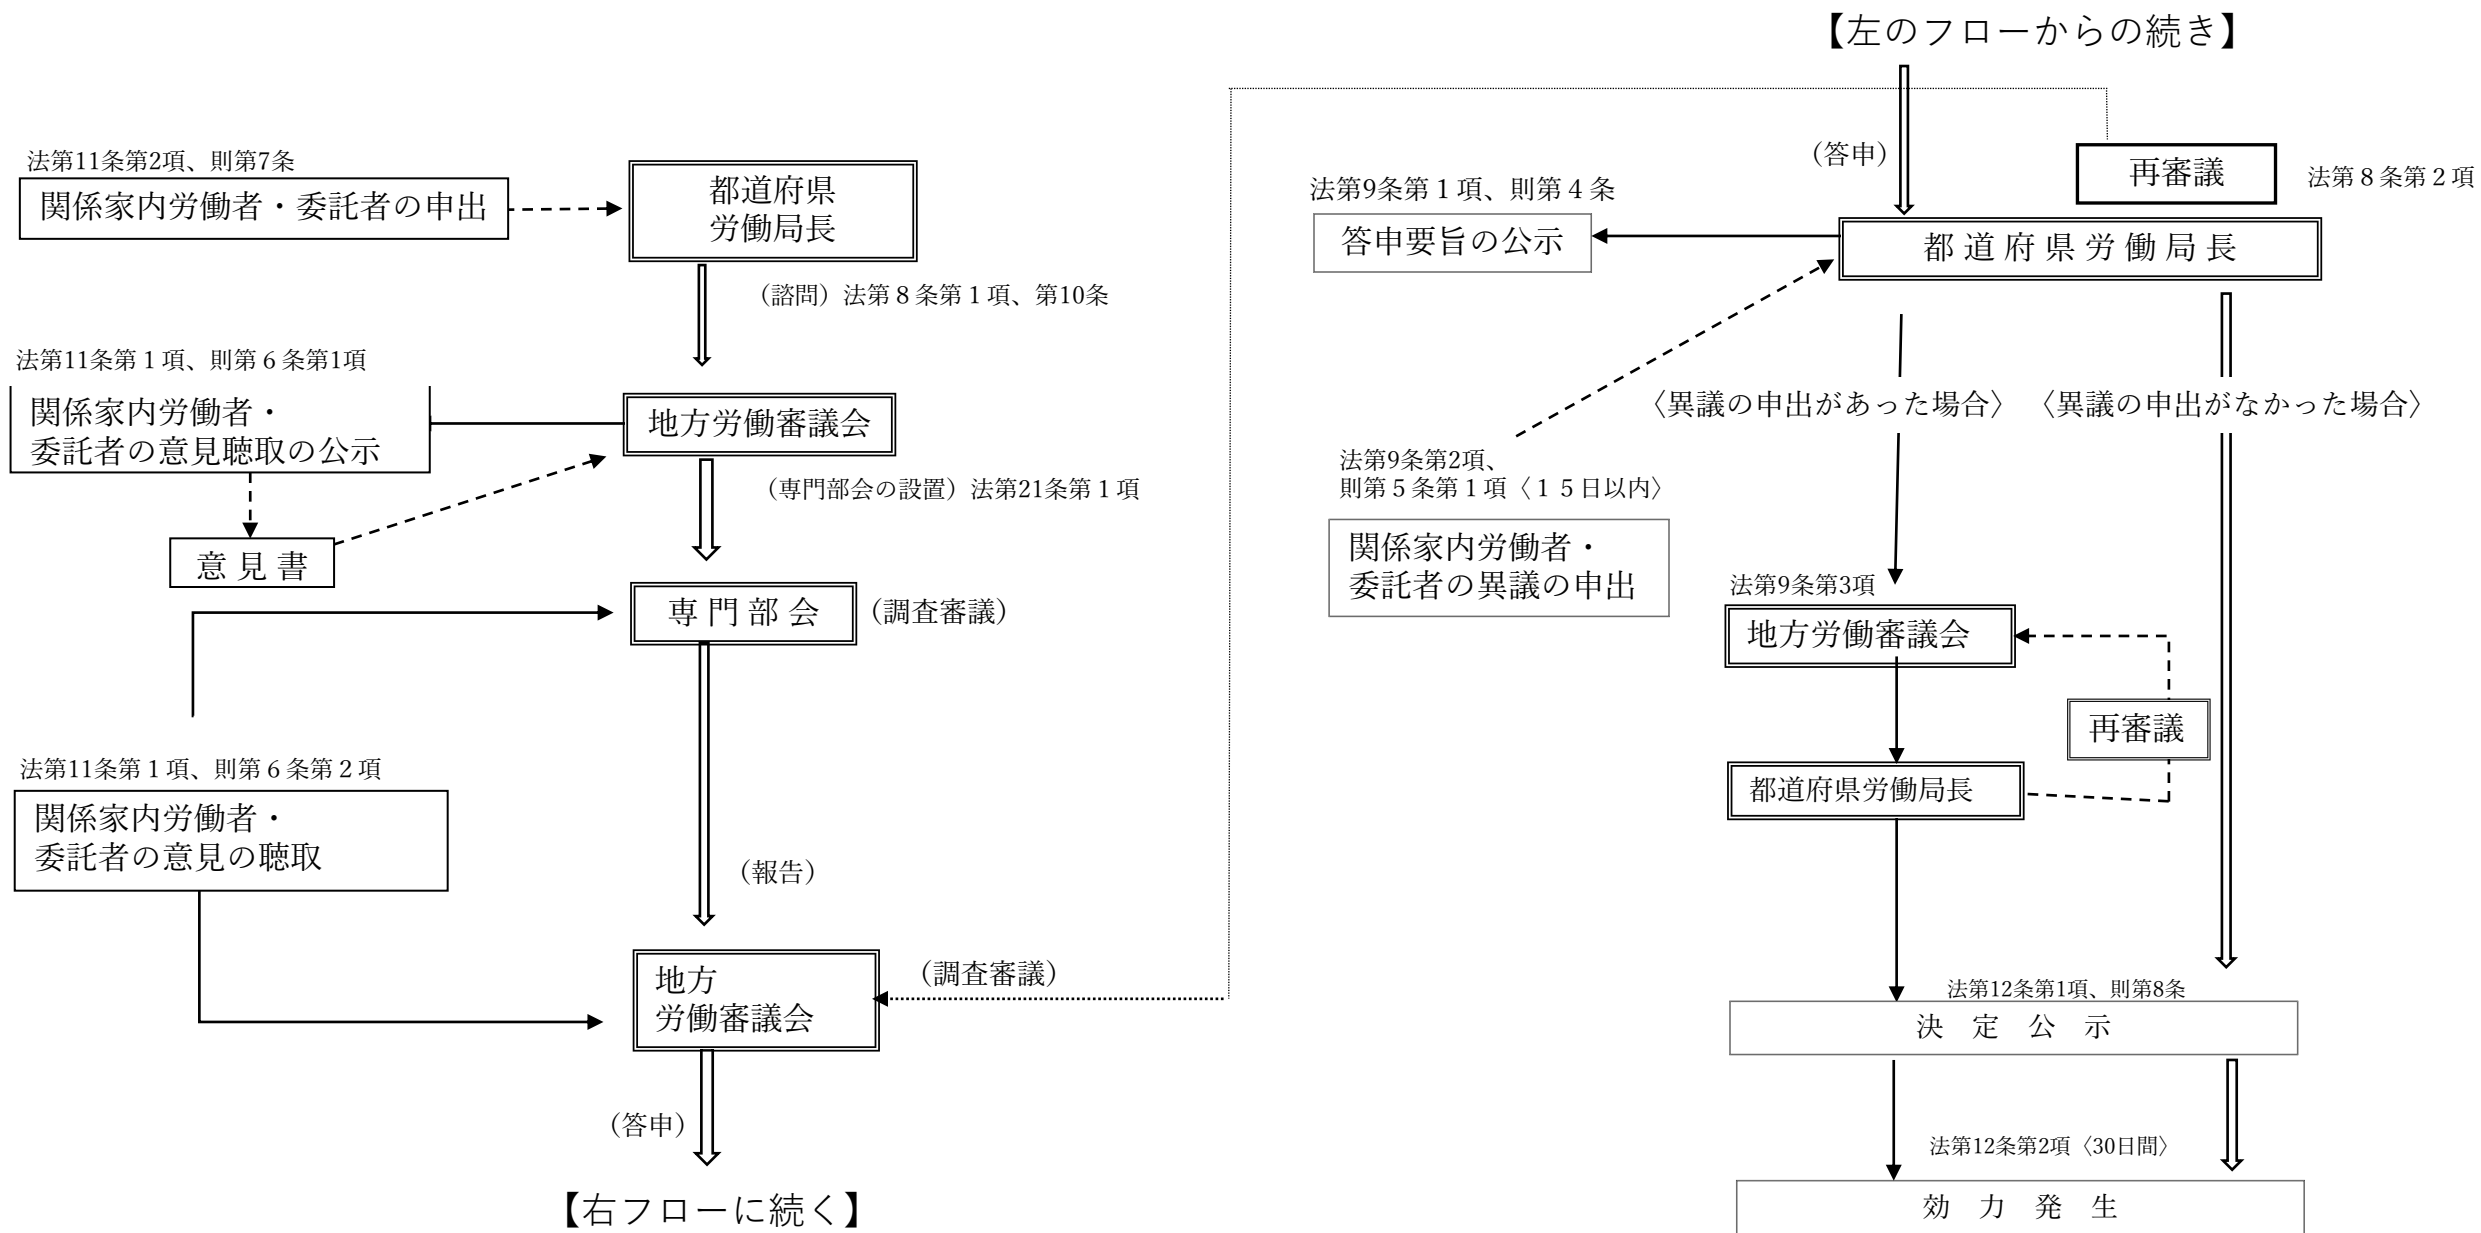 法第11条第2項、則第7条
関係家内労働者・委託者の申出
都道府県
労働局長
（諮問）法第８条第１項、第10条
法第11条第１項、則第６条第1項
関係家内労働者・
委託者の意見聴取の公示
地方労働審議会
（専門部会の設置）法第21条第１項
意 見 書
専 門 部 会
（調査審議）
法第11条第１項、則第６条第２項
関係家内労働者・
委託者の意見の聴取
（報告）
地方
労働審議会
（調査審議）
（答申）
【右フローに続く】
【左のフローからの続き】
（答申）
再審議
法第８条第２項
法第9条第１項、則第４条
答申要旨の公示
都 道 府 県 労 働 局 長
〈異議の申出があった場合〉
〈異議の申出がなかった場合〉
法第9条第2項、
則第５条第１項〈１５日以内〉
関係家内労働者・
委託者の異議の申出
法第9条第3項
地方労働審議会
再審議
都道府県労働局長
法第12条第1項、則第8条
決　定　公　示
法第12条第2項〈30日間〉
効　力　発　生